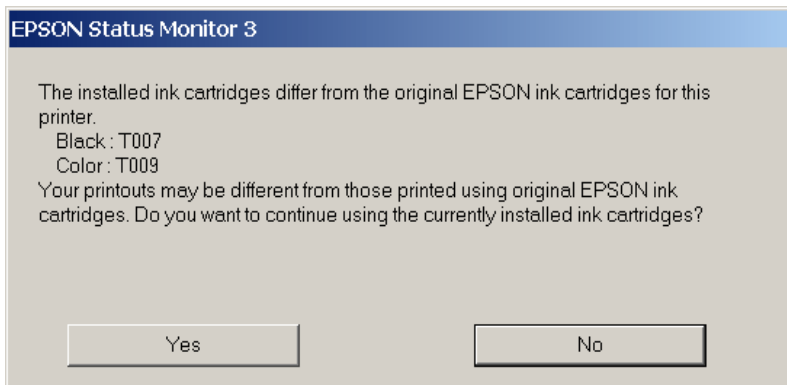 EPSON Status Monitor 3
The installed ink cartridges differ from the original EPSON ink cartridges for this
printer.
Black : T007
Color : T009
Your printouts may be different from those printed using original EPSON ink
cartridges. Do you want to continue using the currently installed ink cartridges?
Yes
No